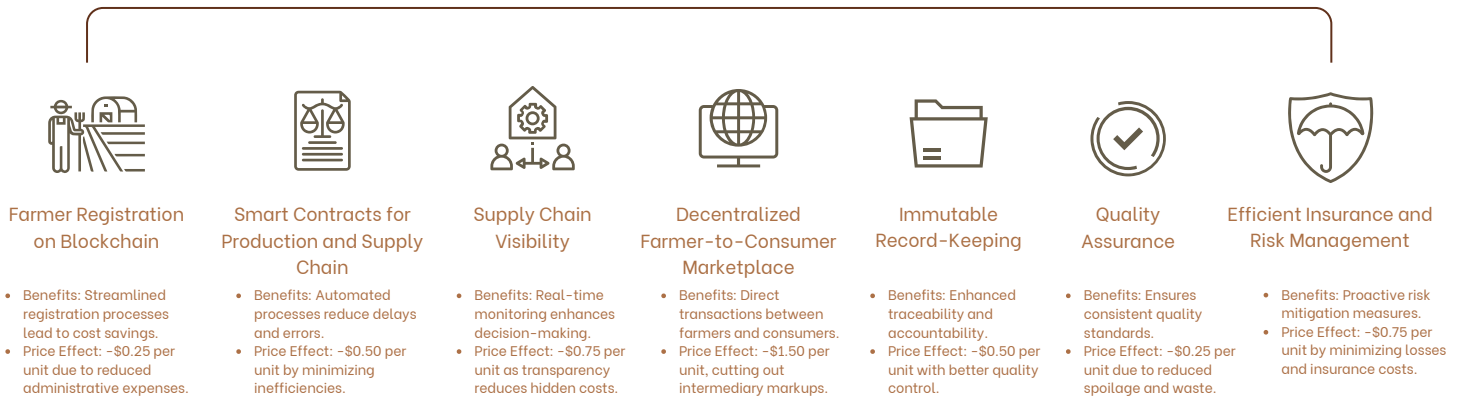 Farmer Registration
on Blockchain
• Benefits: Streamlined
registration processes
lead to cost savings.
• Price Effect: -$0.25 per
unit due to reduced
administrative expenses.
Smart Contracts for
Production and Supply
Chain
• Benefits: Automated
processes reduce delays
and errors.
• Price Effect: -$0.50 per
unit by minimizing
inefficiencies.
Supply Chain
Visibility
• Benefits: Real-time
monitoring enhances
decision-making.
• Price Effect: -$0.75 per
unit as transparency
reduces hidden costs.
Decentralized
Farmer-to-Consumer
Marketplace
• Benefits: Direct
transactions between
farmers and consumers.
• Price Effect: -$1.50 per
unit, cutting out
intermediary markups.
Immutable
Record-Keeping
• Benefits: Enhanced
traceability and
accountability.
• Price Effect: -$0.50 per
unit with better quality
control.
Quality
Assurance
• Benefits: Ensures
consistent quality
standards.
• Price Effect: -$0.25 per
unit due to reduced
spoilage and waste.
Efficient Insurance and
Risk Management
• Benefits: Proactive risk
mitigation measures.
• Price Effect: -$0.75 per
unit by minimizing losses
and insurance costs.